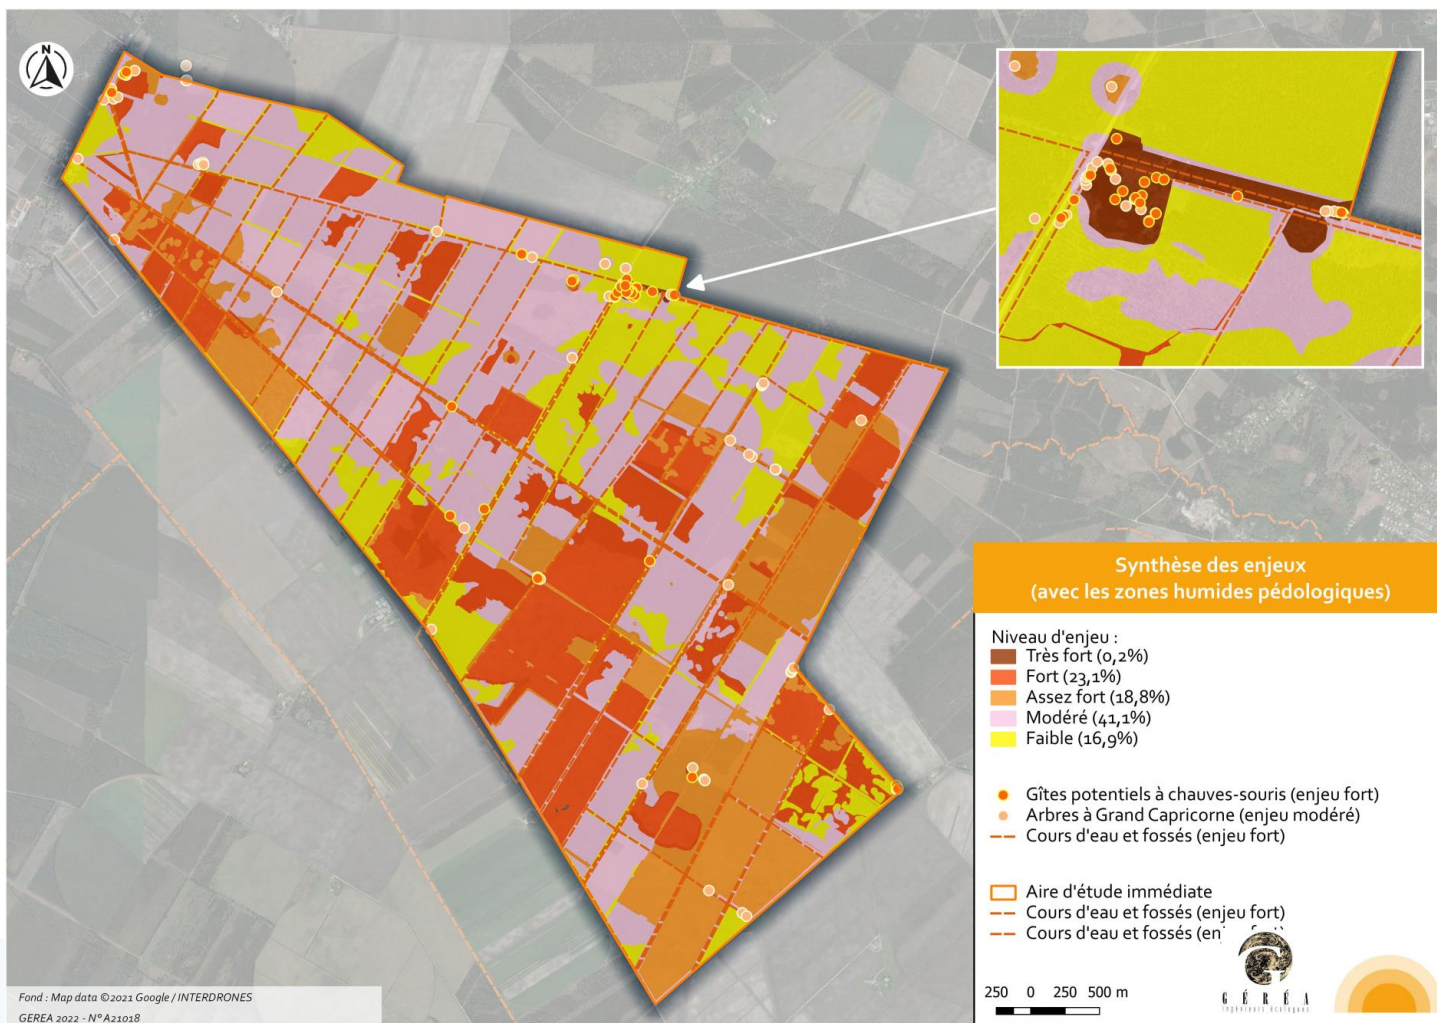 N
Synthèse des enjeux
(avec les zones humides pédologiques)
Niveau d'enjeu :
Très fort (0,2%)
Fort (23,1%)
Assez fort (18,8%)
Modéré (41,1%)
Faible (16,9%)
Gîtes potentiels à chauves-souris (enjeu fort)
Arbres à Grand Capricorne (enjeu modéré)
Cours d'eau et fossés (enjeu fort)
Aire d'étude immédiate
Cours d'eau et fossés (enjeu fort)
Cours d'eau et fossés
250 0 250 500 m
GÉRÉA
ingénieurs écologues
Fond : Map data ©2021 Google / INTERDRONES
GEREA 2022 - N° A21018